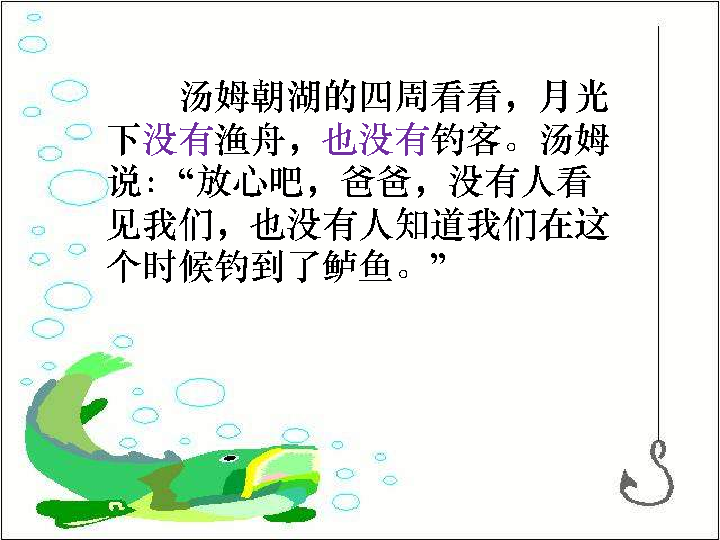 汤姆朝湖的四周看看，月光
下没有渔舟，也没有钓客。汤姆
说：“放心吧，爸爸，没有人看
见我们，也没有人知道我们在这
个时候钓到了鲈鱼。”